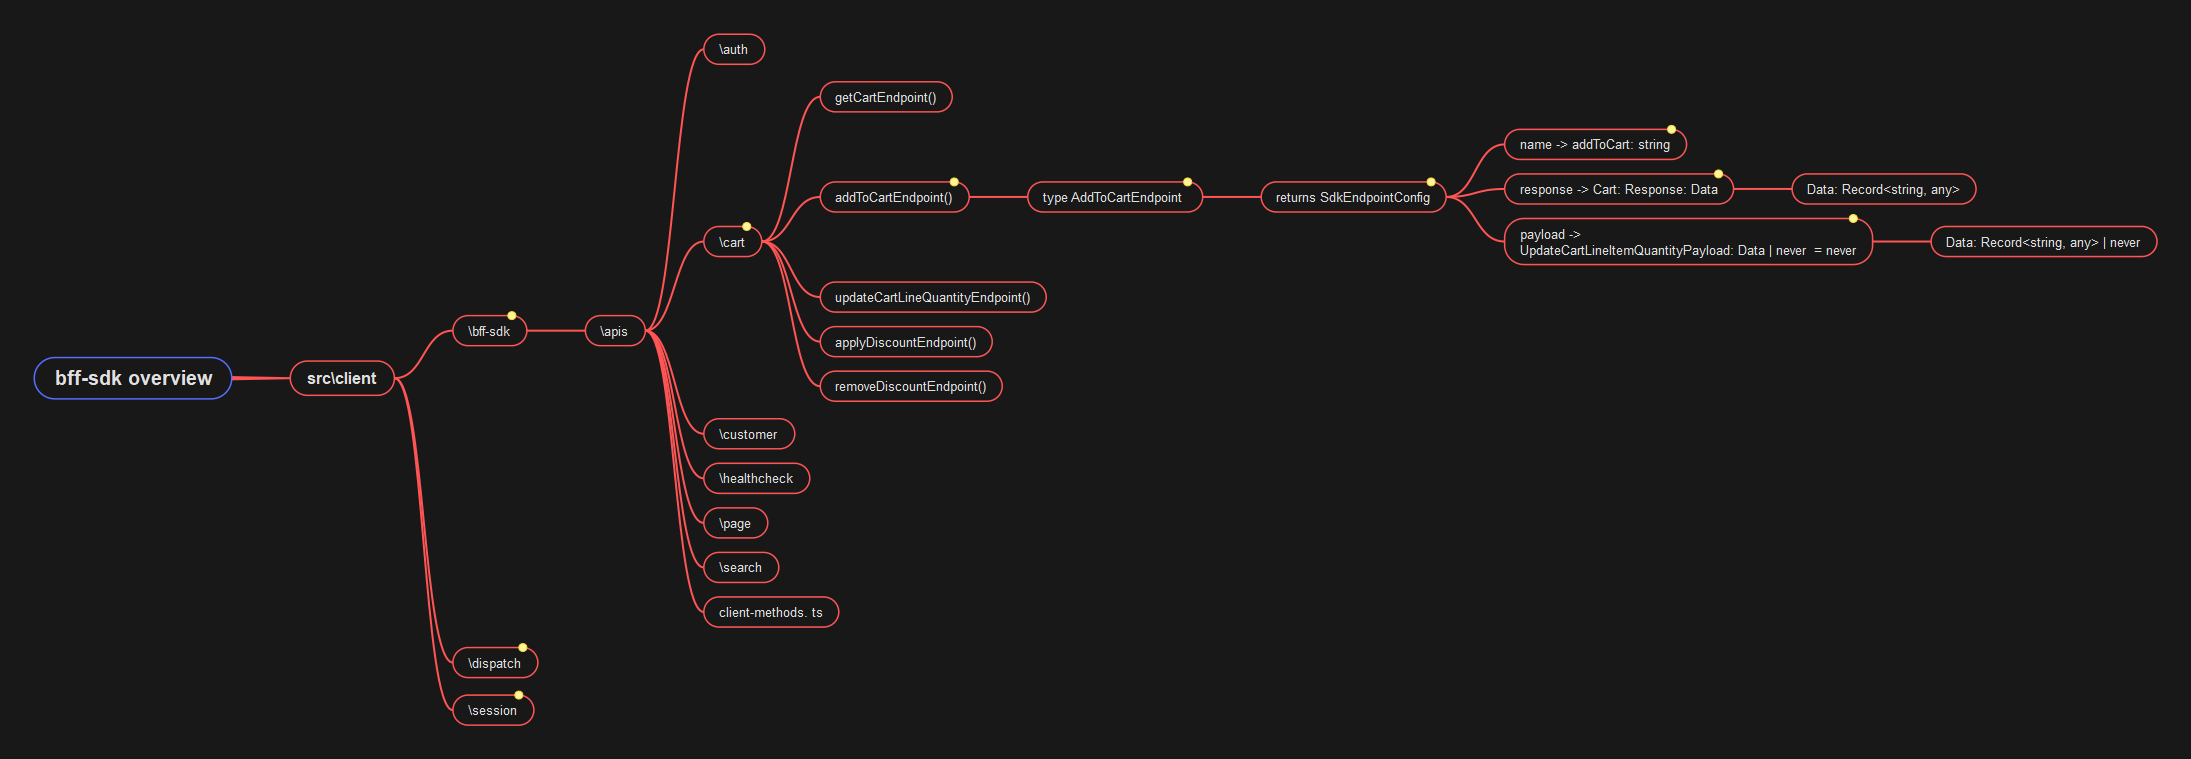 \auth
getCartEndpoint()
name -> addToCart: string
response -> Cart: Response: Data
Data: Record<string, any>
addToCartEndpoint()
type AddToCartEndpoint
returns SdkEndpointConfig
payload ->
UpdateCartLineItemQuantityPayload: Data | never = never
Data: Record<string, any> | never
\cart
updateCartLineQuantityEndpoint()
\bff-sdk
\apis
applyDiscountEndpoint()
bff-sdk overview
src\client
removeDiscountEndpoint()
\customer
\healthcheck
\page
\search
client-methods. ts
\dispatch
\session